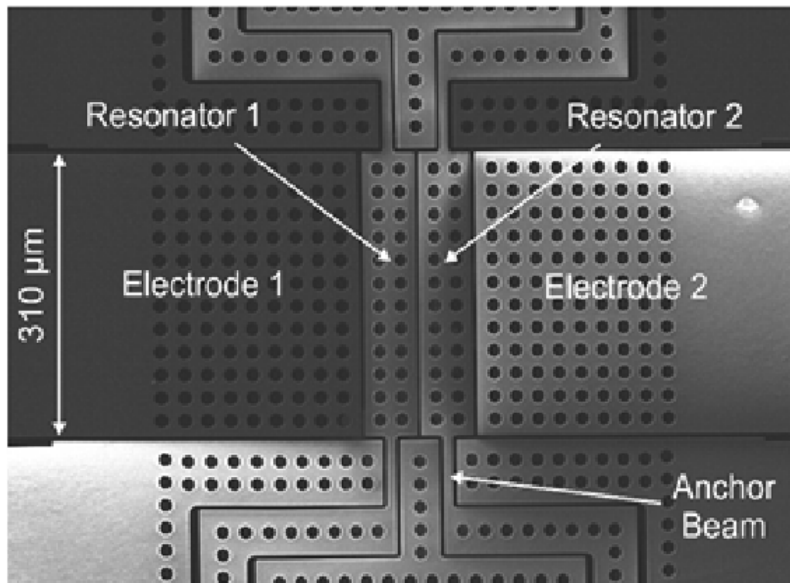 Resonator 1
Resonator 2
310 µm
Electrode 1
Electrode 2
Anchor
Beam